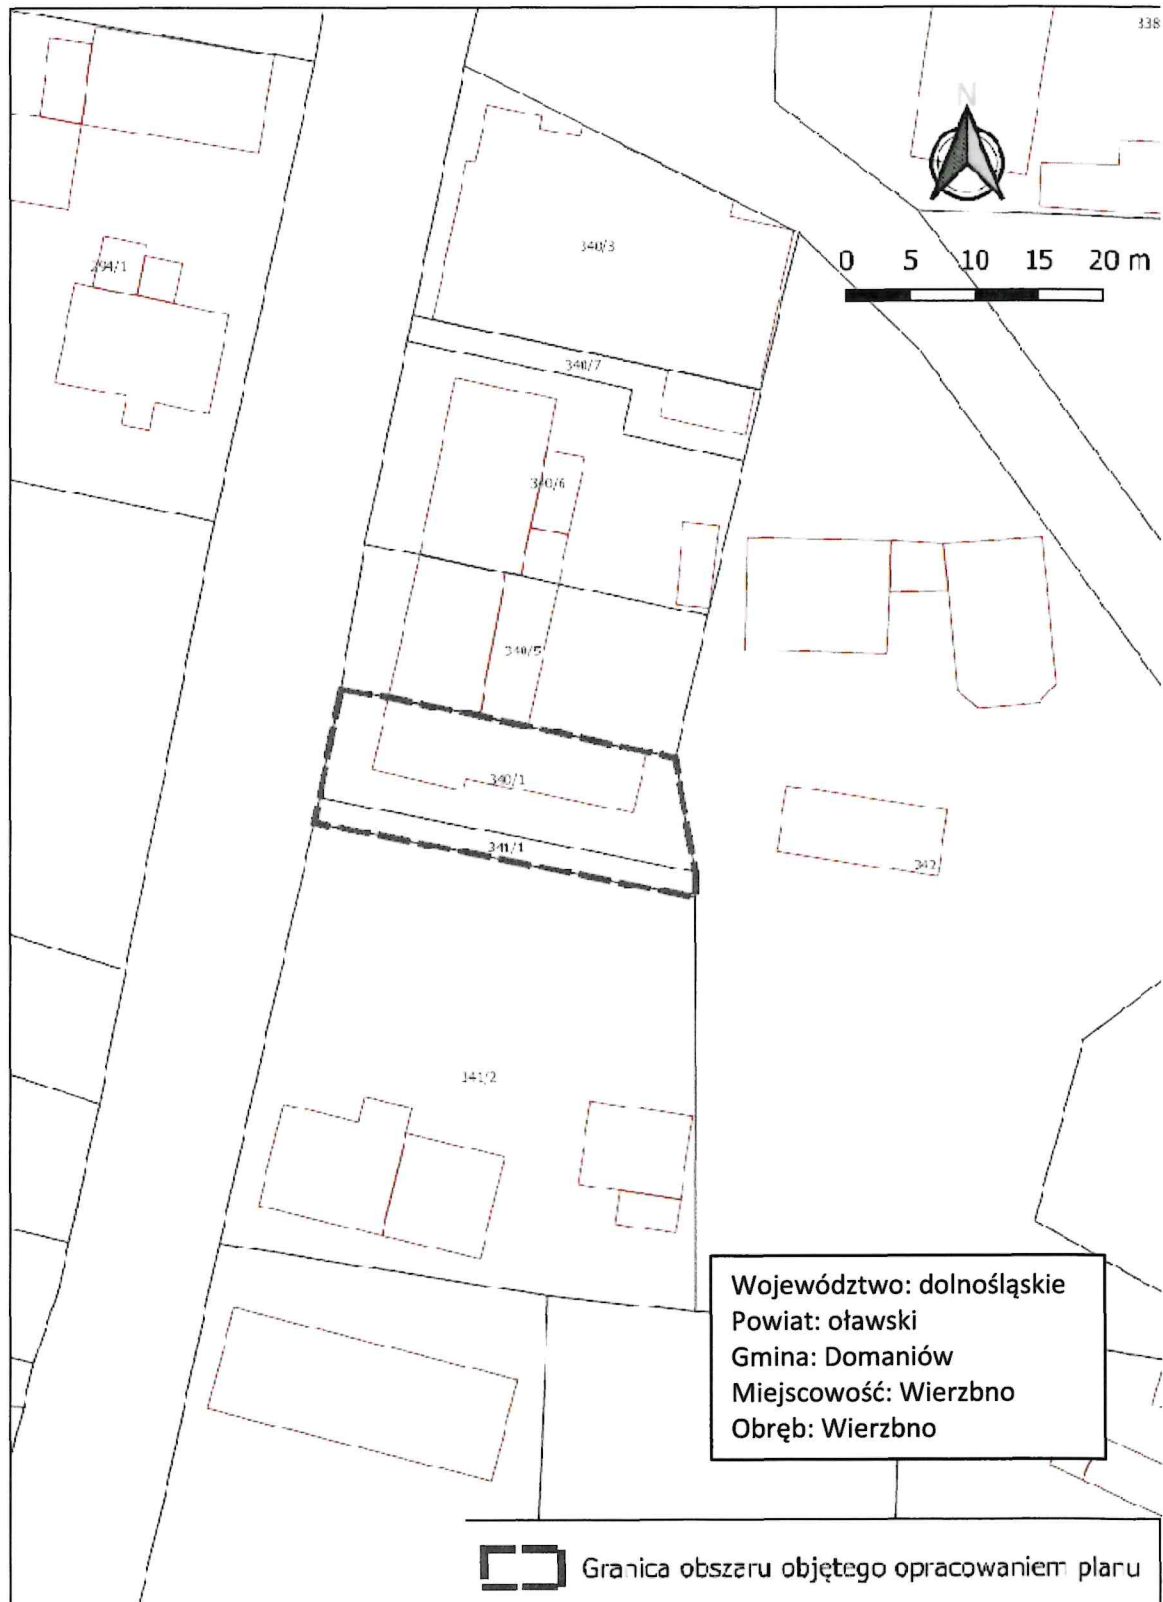 338
N
340/3
0 5 10 15 20 m
294/1
340/7
340/6
340/5
340/1
341/1
342
341/2
Województwo: dolnośląskie
Powiat: oławski
Gmina: Domaniów
Miejscowość: Wierzbno
Obręb: Wierzbno
Granica obszaru objętego opracowaniem planu